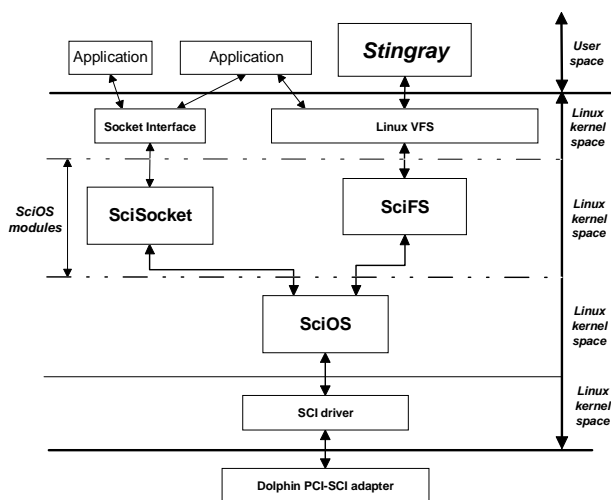 Application
Application
Stingray
User
space
Socket Interface
Linux VFS
Linux
kernel
space
SciOS
modules
SciSocket
SciFS
Linux
kernel
space
SciOS
Linux
kernel
space
SCI driver
Linux
kernel
space
Dolphin PCI-SCI adapter